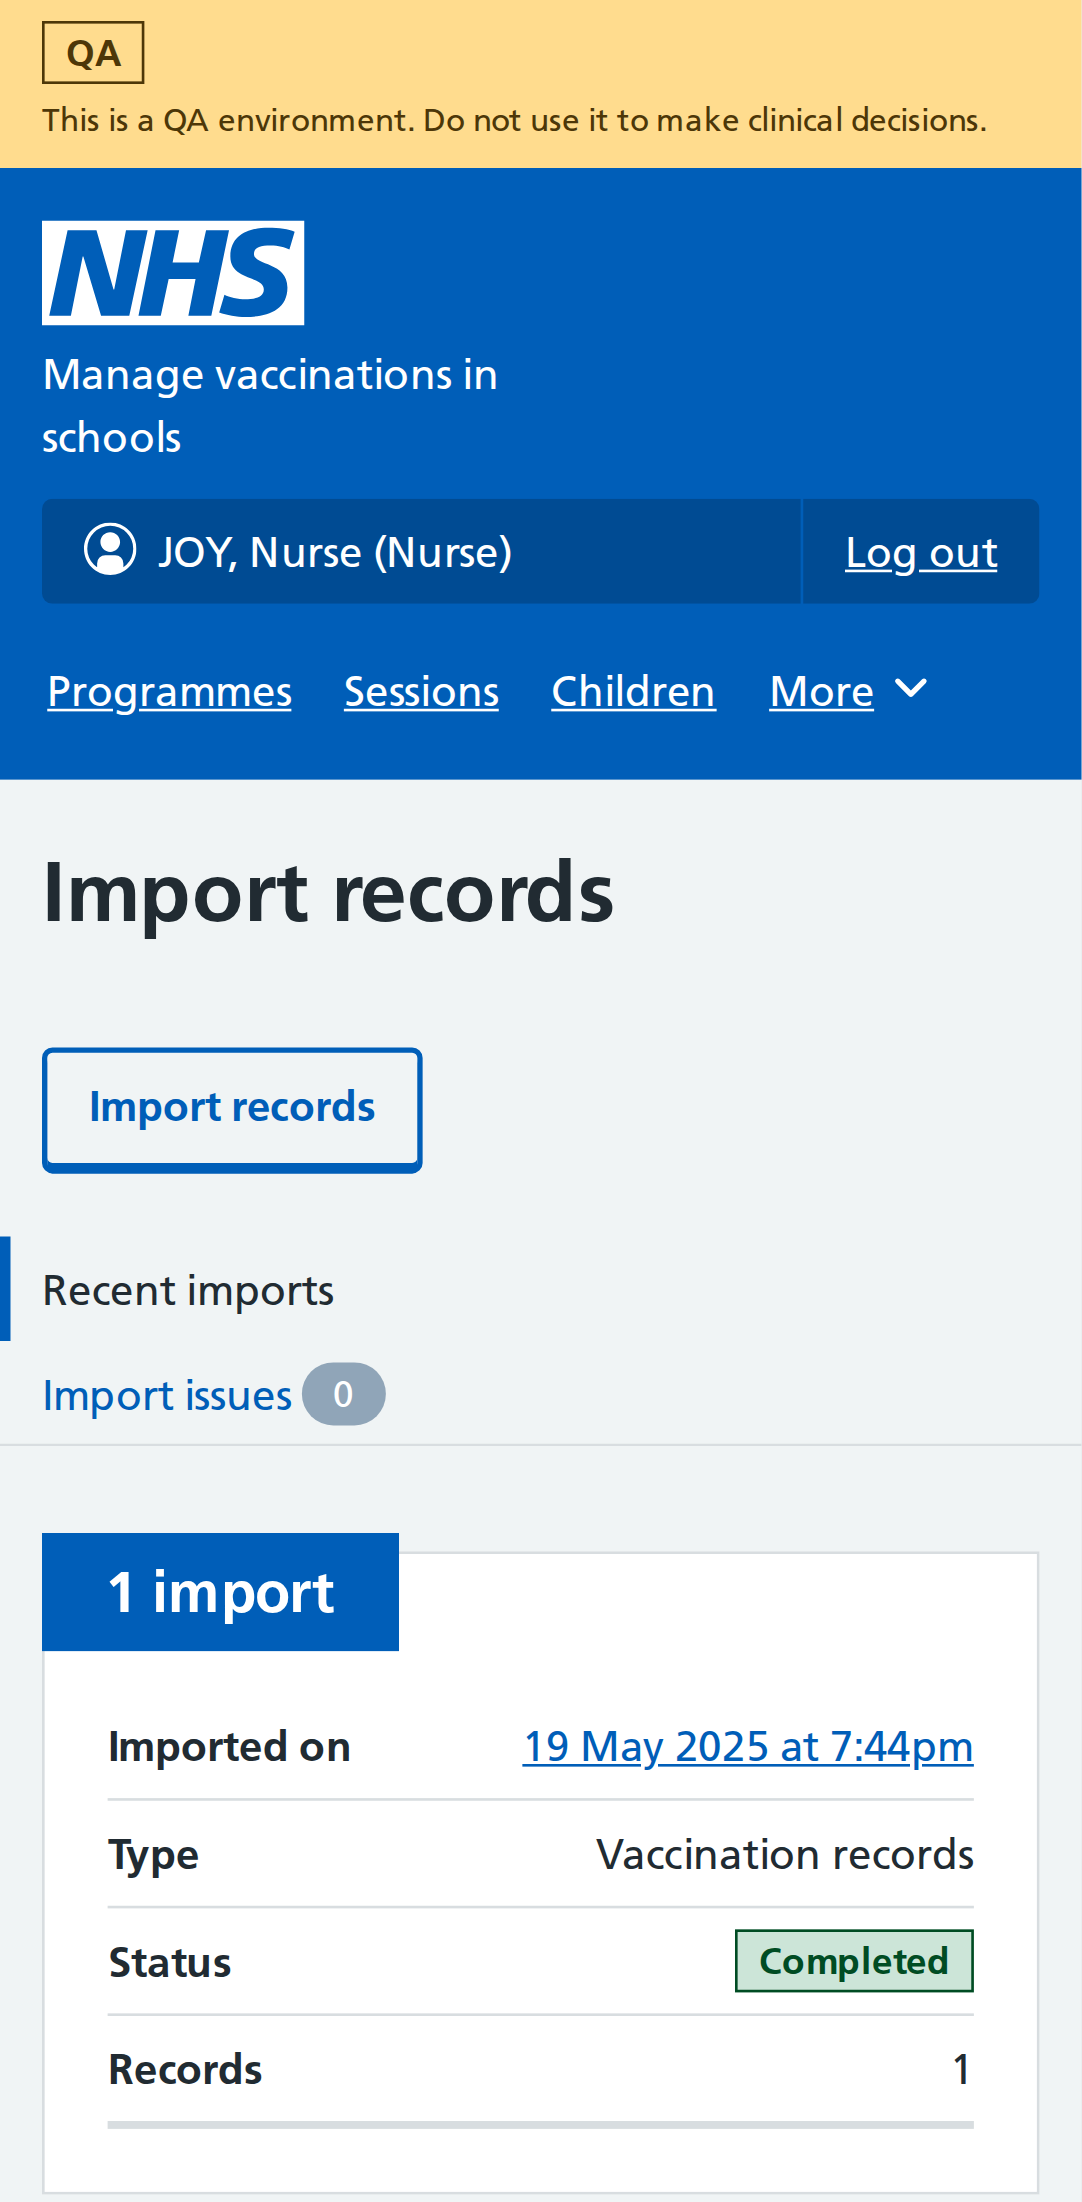 QA
This is a QA environment. Do not use it to make clinical decisions.
NHS
Manage vaccinations in
schools
JOY, Nurse (Nurse)
Log out
Programmes Sessions Children More
Import records
Import records
Recent imports
Import issues 0
1 import
Imported on 19 May 2025 at 7:44pm
Type Vaccination records
Status Completed
Records 1